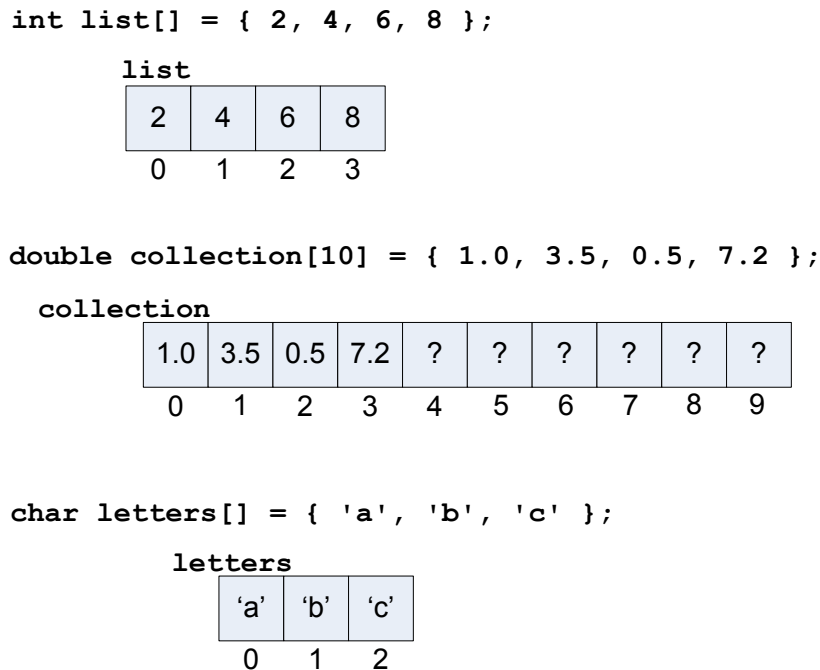 int list[] = { 2, 4, 6, 8 };
list
2 4 6 8
0 1 2 3
double collection[10] = { 1.0, 3.5, 0.5, 7.2 };
collection
1.0 3.5 0.5 7.2 ? ? ? ? ? ?
0 1 2 3 4 5 6 7 8 9
char letters[] = { 'a', 'b', 'c' };
letters
‘a’ ‘b’ ‘c’
0 1 2